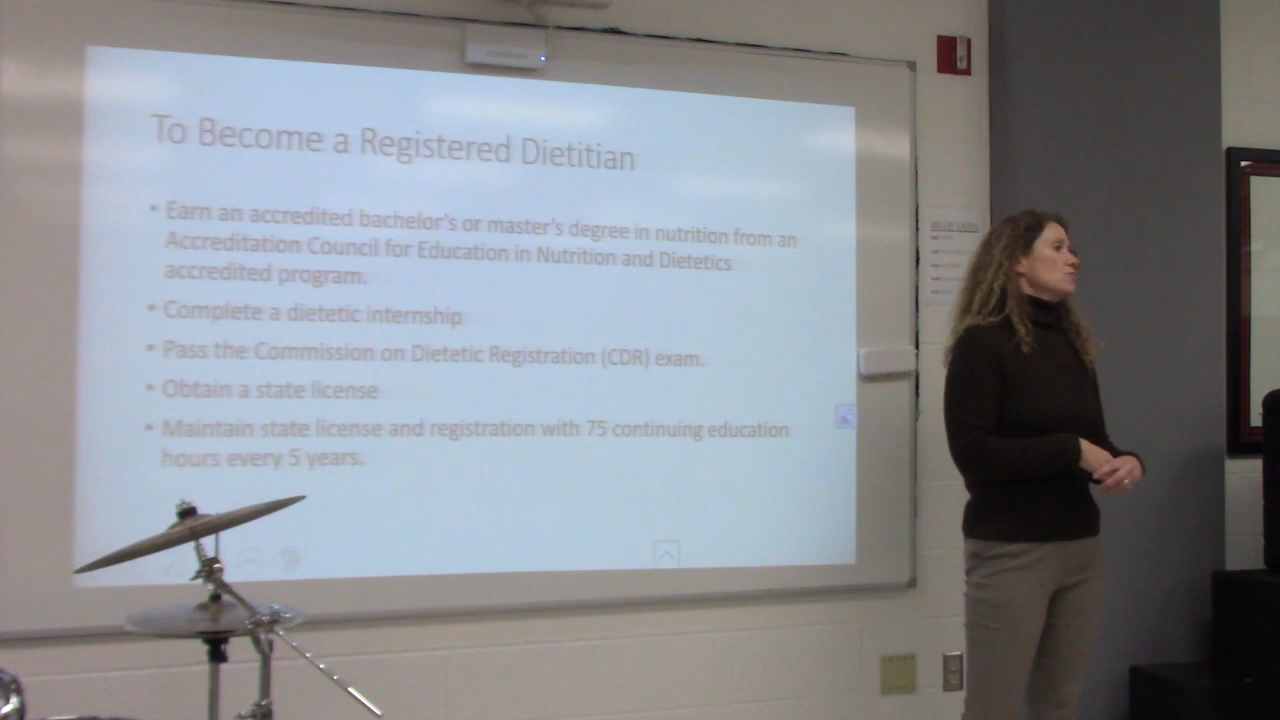 To Become a Registered Dietitian
• Earn an accredited bachelor's or master's degree in nutrition from an
Accreditation Council for Education in Nutrition and Dietetics
accredited program.
• Complete a dietetic internship
• Pass the Commission on Dietetic Registration (CDR) exam.
• Obtain a state license
• Maintain state license and registration with 75 continuing education
hours every 5 years.